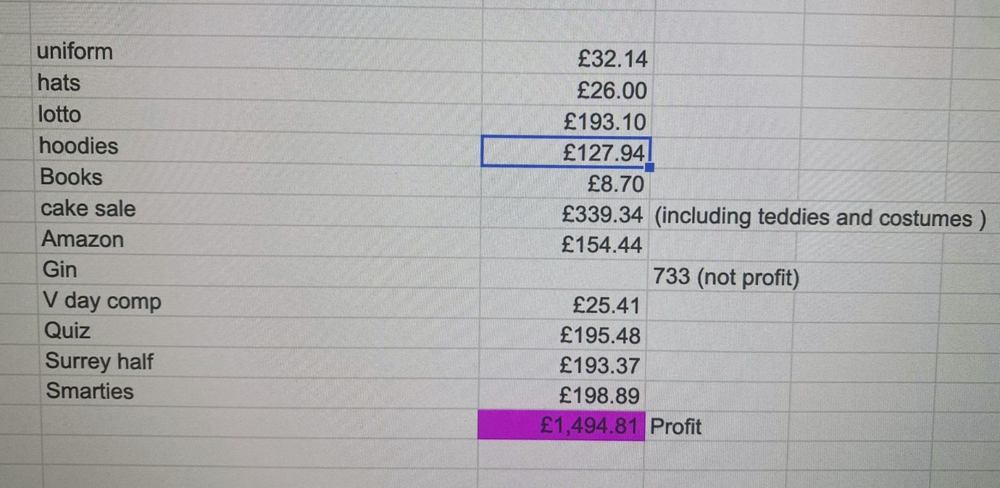 uniform £32.14
hats £26.00
lotto £193.10
hoodies £127.94
Books £8.70
cake sale £339.34 (including teddies and costumes )
Amazon £154.44
Gin 733 (not profit)
V day comp £25.41
Quiz £195.48
Surrey half £193.37
Smarties £198.89
£1,494.81 Profit